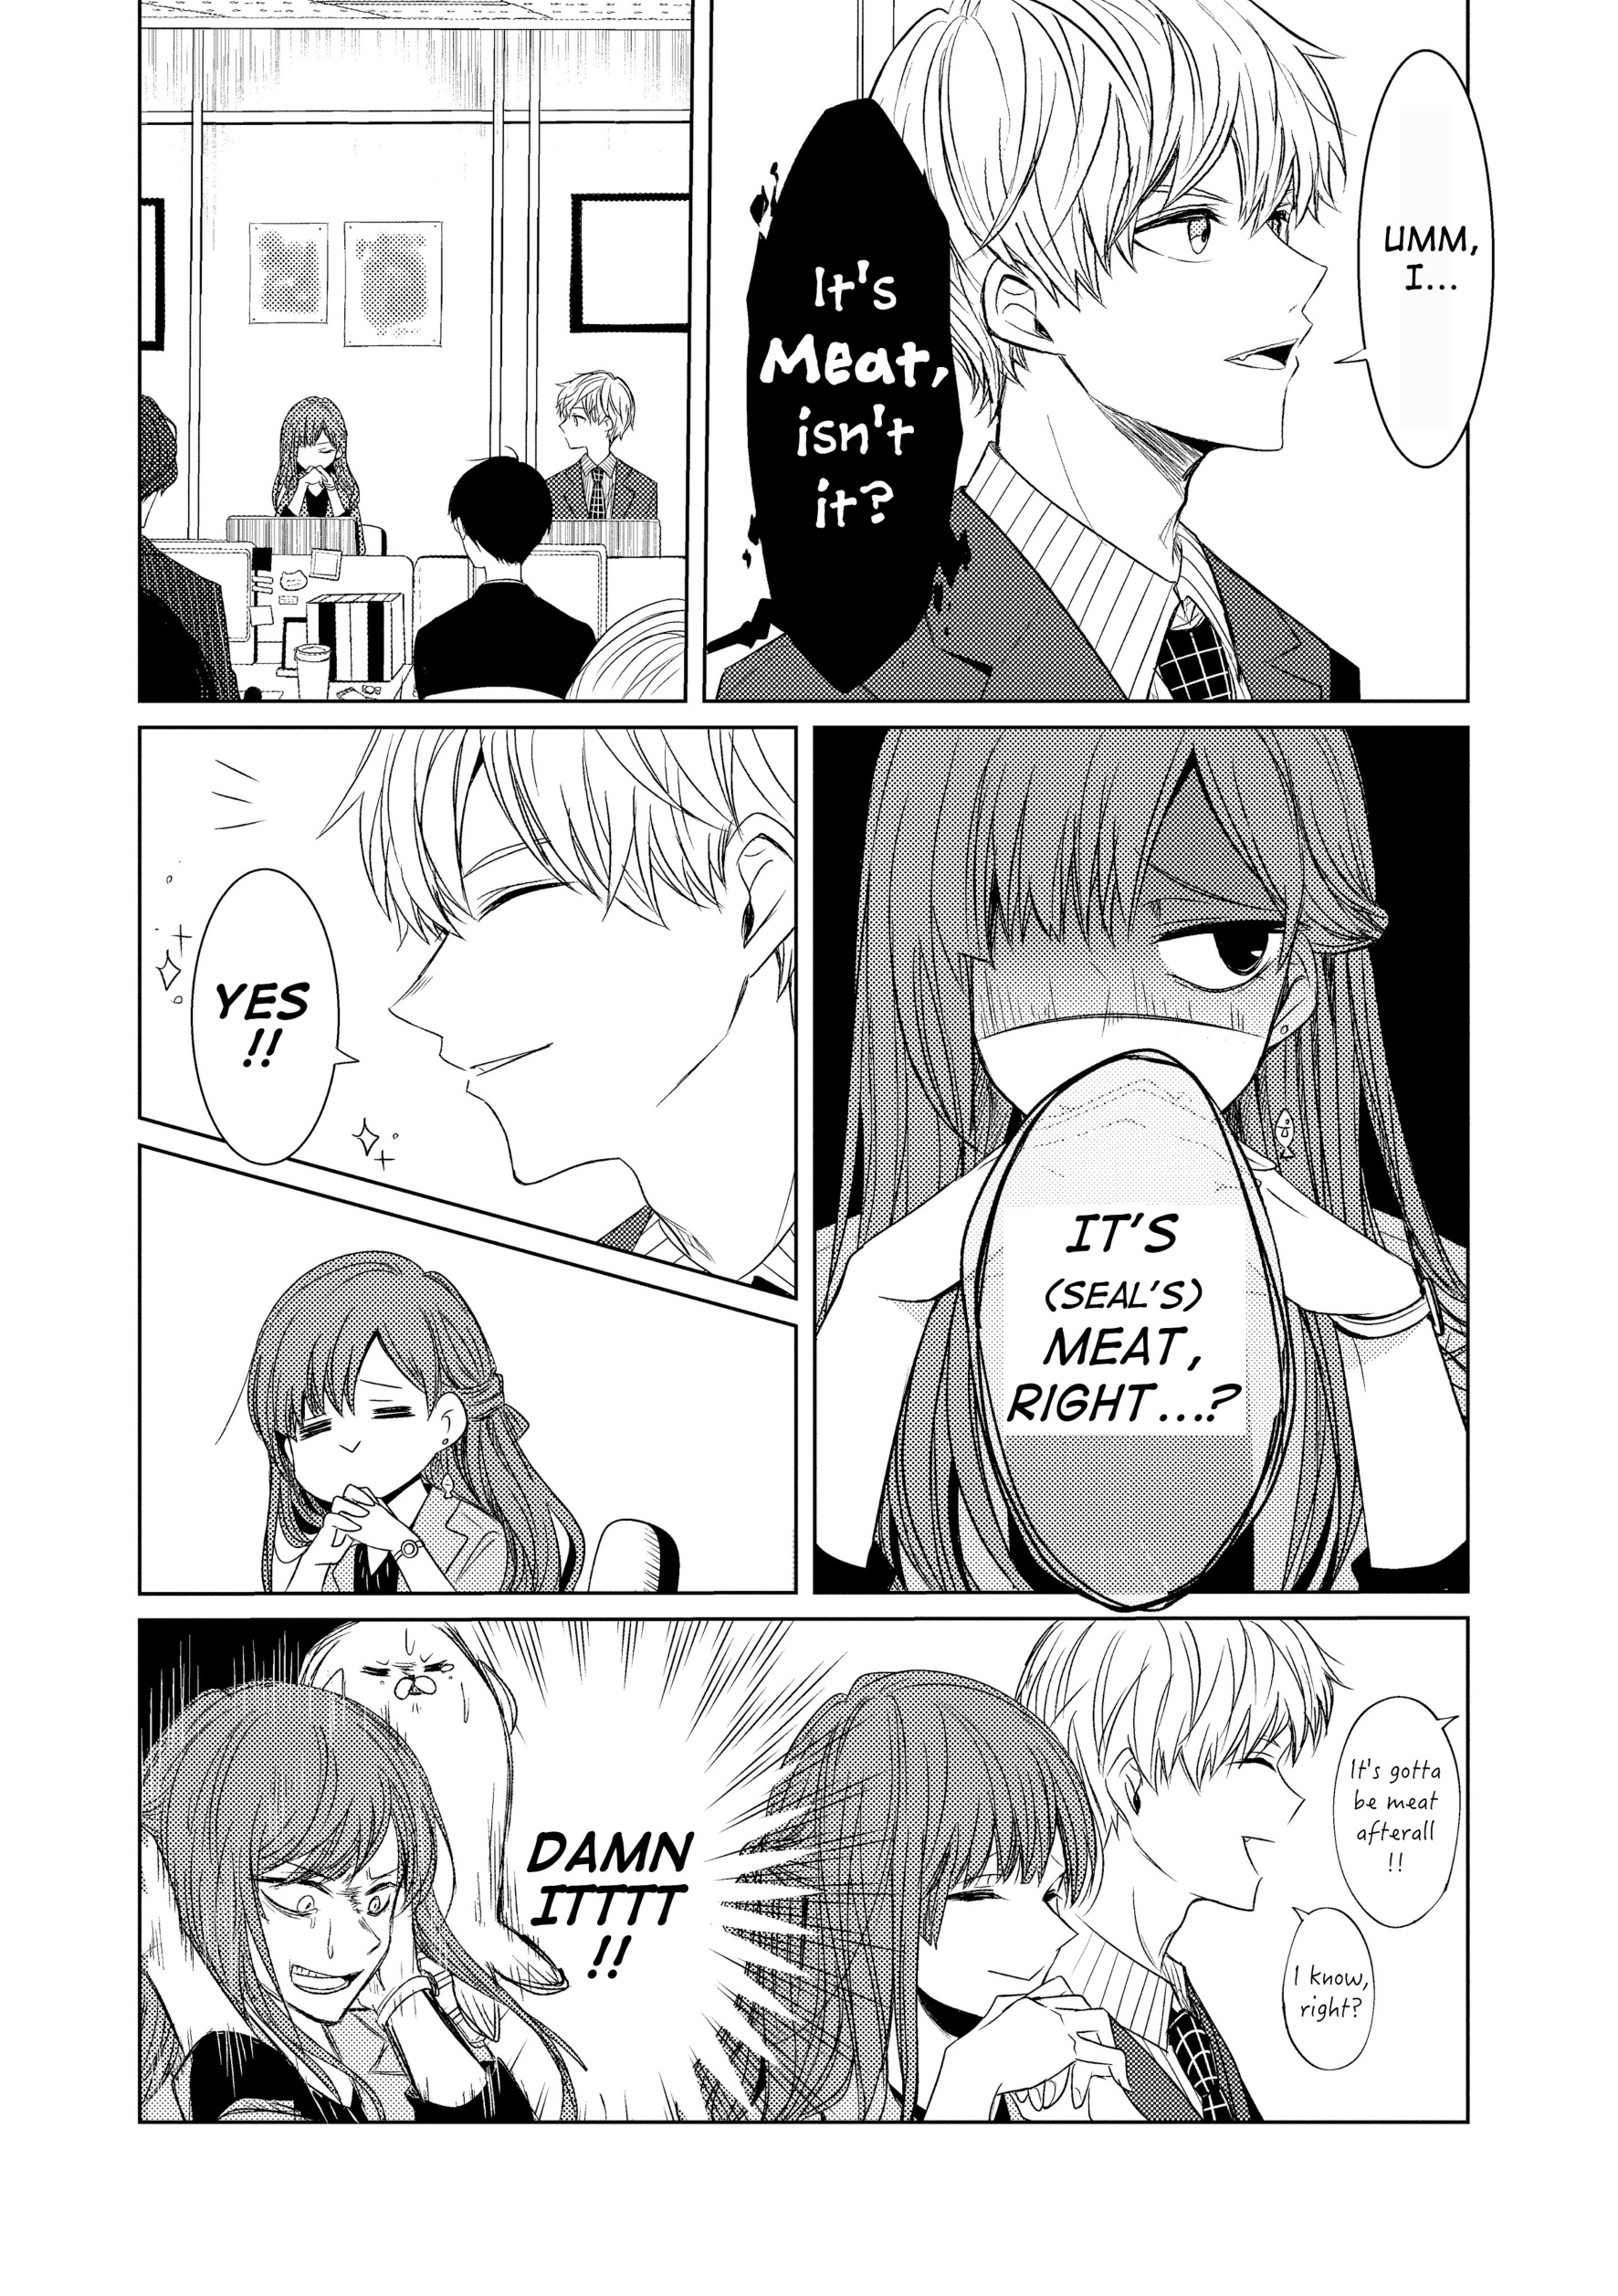 UMM,
I...
It's
Meat,
isn't
it?
IT'S
(SEAL'S)
MEAT,
RIGHT...?
YES
!!
It's gotta
be meat
afterall
!!
I know,
right?
DAMN
ITTTT
!!